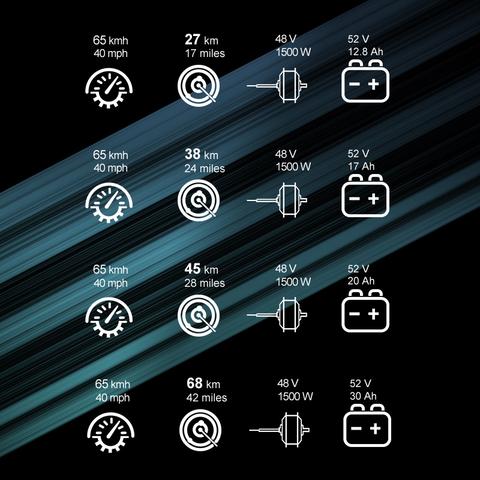 65 kmh 27 km 48 V 52 V
40 mph 17 miles 1500 W 12.8 Ah
65 kmh 38 km 48 V 52 V
40 mph 24 miles 1500 W 17 Ah
65 kmh 45 km 48 V 52 V
40 mph 28 miles 1500 W 20 Ah
65 kmh 68 km 48 V 52 V
40 mph 42 miles 1500 W 30 Ah